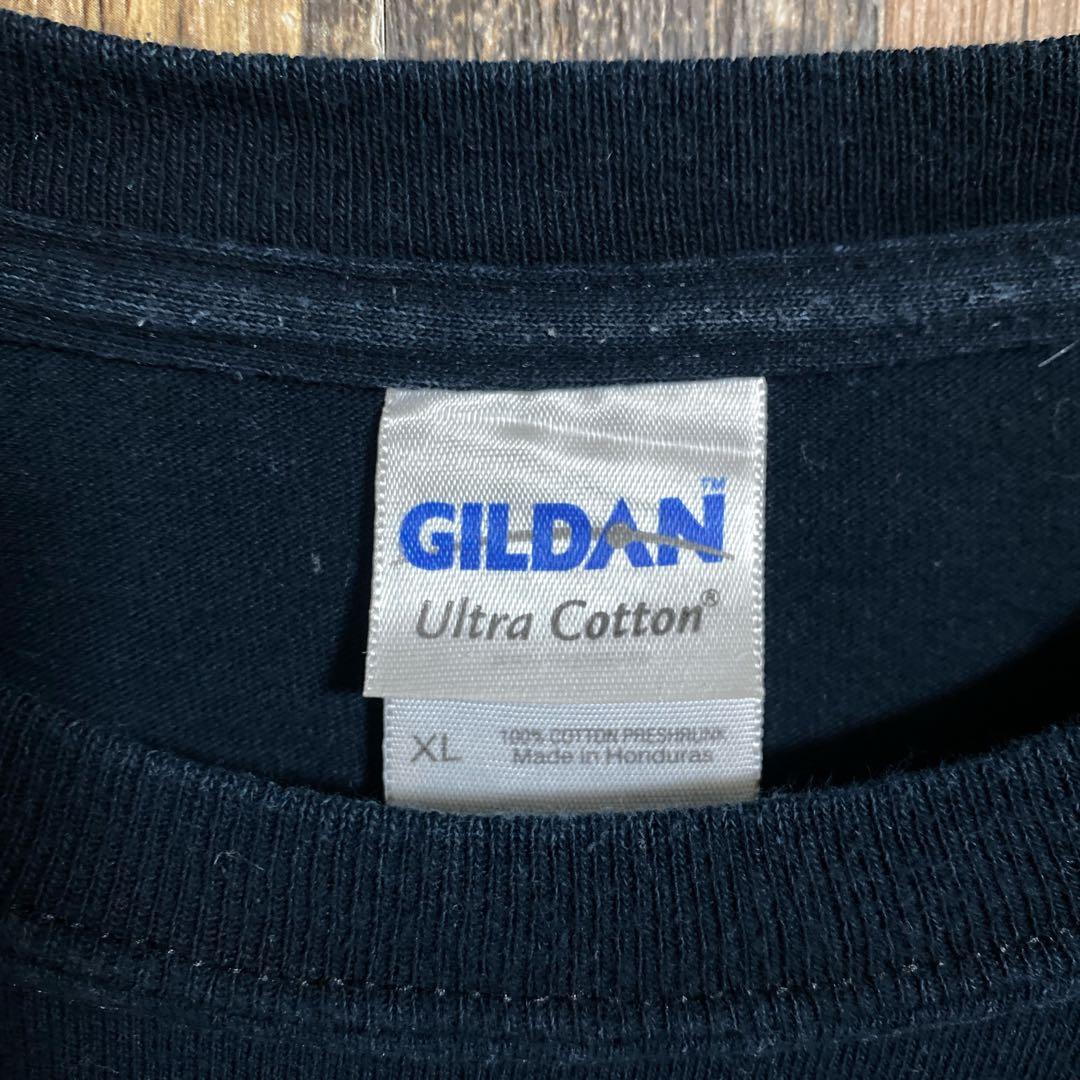 GILDAN™
Ultra Cotton®
XL
100% COTTON PRESHRUNK
Made in Honduras